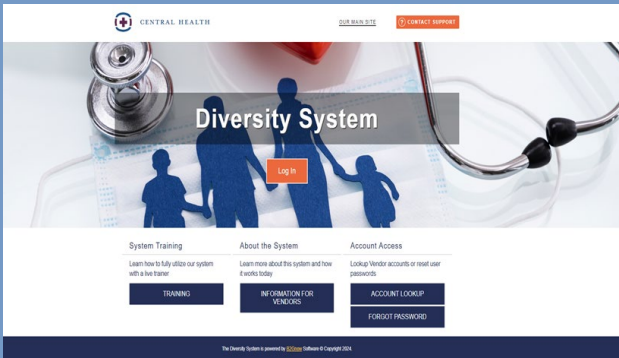 CENTRAL HEALTH
OUR MAIN SITE
? CONTACT SUPPORT
Diversity System
Log In
System Training
Learn how to fully utilize our system
with a live trainer
TRAINING
About the System
Learn more about this system and how
it works today
INFORMATION FOR
VENDORS
Account Access
Lookup Vendor accounts or reset user
passwords
ACCOUNT LOOKUP
FORGOT PASSWORD
The Diversity System is powered by B2Gnow Software © Copyright 2024